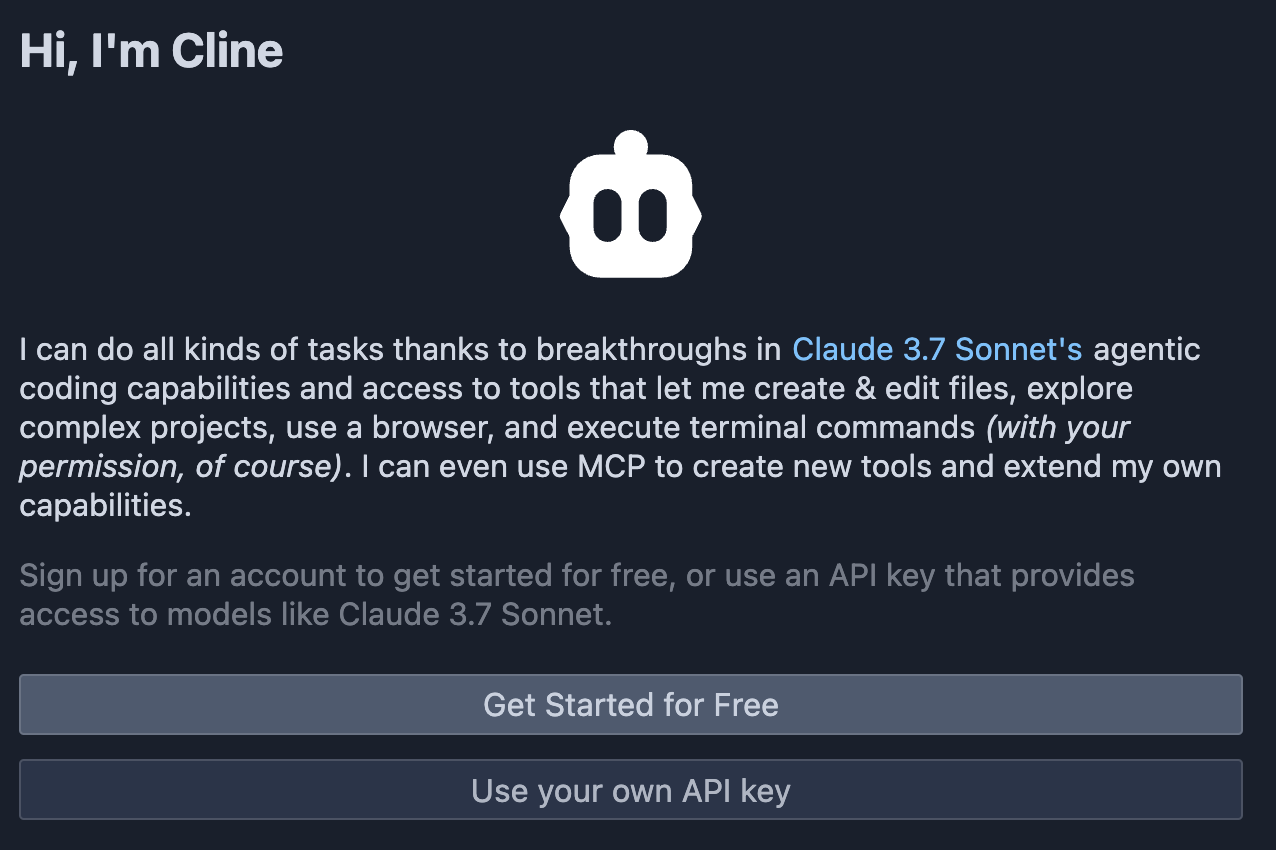 Hi, I'm Cline
I can do all kinds of tasks thanks to breakthroughs in Claude 3.7 Sonnet's agentic
coding capabilities and access to tools that let me create & edit files, explore
complex projects, use a browser, and execute terminal commands (with your
permission, of course). I can even use MCP to create new tools and extend my own
capabilities.
Sign up for an account to get started for free, or use an API key that provides
access to models like Claude 3.7 Sonnet.
Get Started for Free
Use your own API key